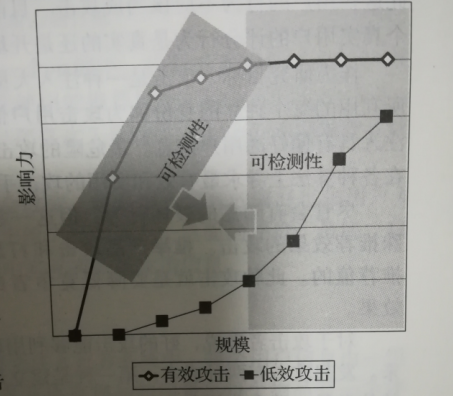 影响力
可检测性
可检测性
规模
有效攻击 低效攻击
击